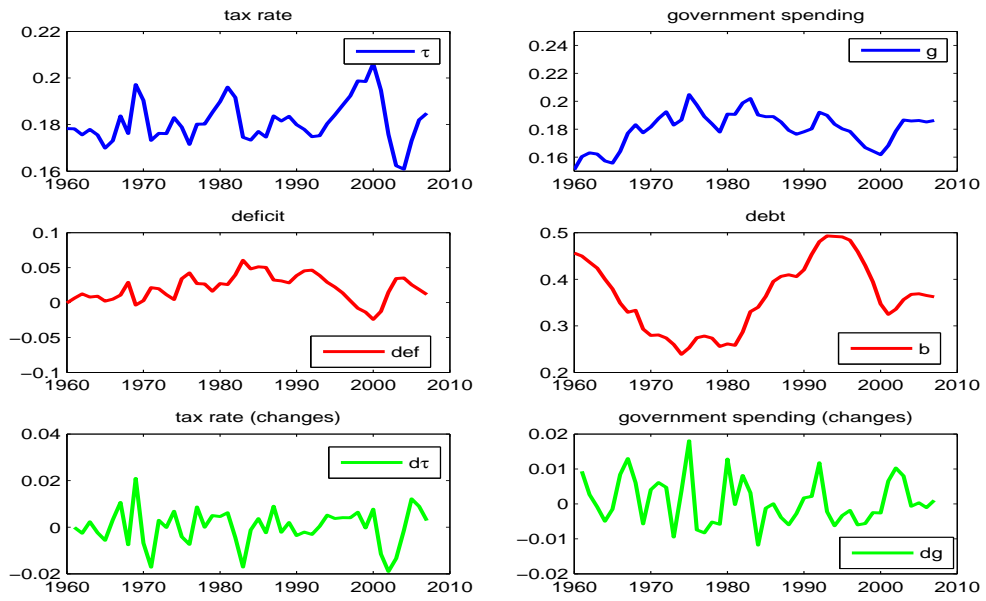 tax rate
0.22
0.2
0.18
0.16
τ
1960 1970 1980 1990 2000 2010
government spending
0.24
0.22
0.2
0.18
0.16
g
1960 1970 1980 1990 2000 2010
deficit
0.1
0.05
0
−0.05
−0.1
def
1960 1970 1980 1990 2000 2010
debt
0.5
0.4
0.3
0.2
b
1960 1970 1980 1990 2000 2010
tax rate (changes)
0.04
0.02
0
−0.02
dτ
1960 1970 1980 1990 2000 2010
government spending (changes)
0.02
0.01
0
−0.01
−0.02
dg
1960 1970 1980 1990 2000 2010